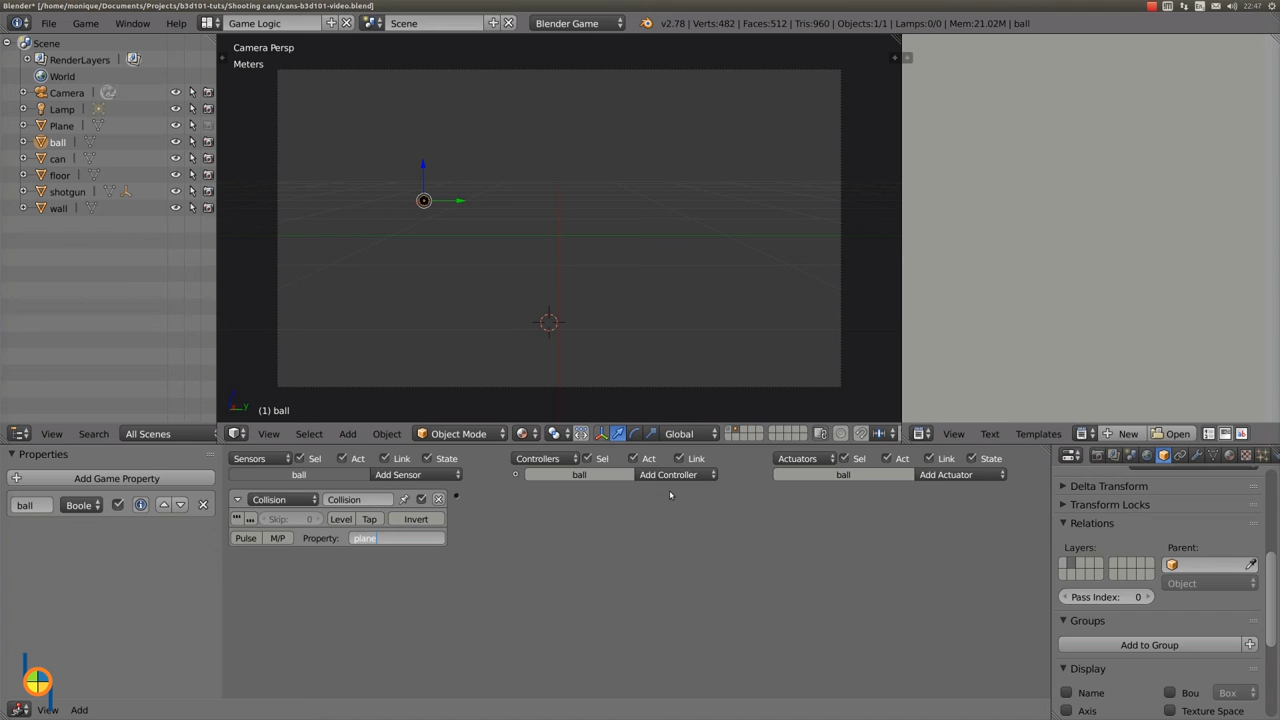 Blender* [/home/monique/Documents/Projects/b3d101-tuts/Shooting cans/cans-b3d101-video.blend]
En 22:47
File Game Window Help Game Logic Scene Blender Game v2.78 | Verts:482 | Faces:512 | Tris:960 | Objects:1/1 | Lamps:0/0 | Mem:21.02M | ball
Scene
RenderLayers
World
Camera
Lamp
Plane
ball
can
floor
shotgun
wall
Camera Persp
Meters
(1) ball
View Search All Scenes
View Select Add Object Object Mode Global
View Text Templates New Open
Properties
Add Game Property
ball Boole
Sensors Sel Act Link State
ball Add Sensor
Collision Collision
Skip: 0 Level Tap Invert
Pulse M/P Property: plane
Controllers Sel Act Link
ball Add Controller
Actuators Sel Act Link State
ball Add Actuator
Delta Transform
Transform Locks
Relations
Layers: Parent:
Object
Pass Index: 0
Groups
Add to Group
Display
Name Bou Box
Axis Texture Space
View Add